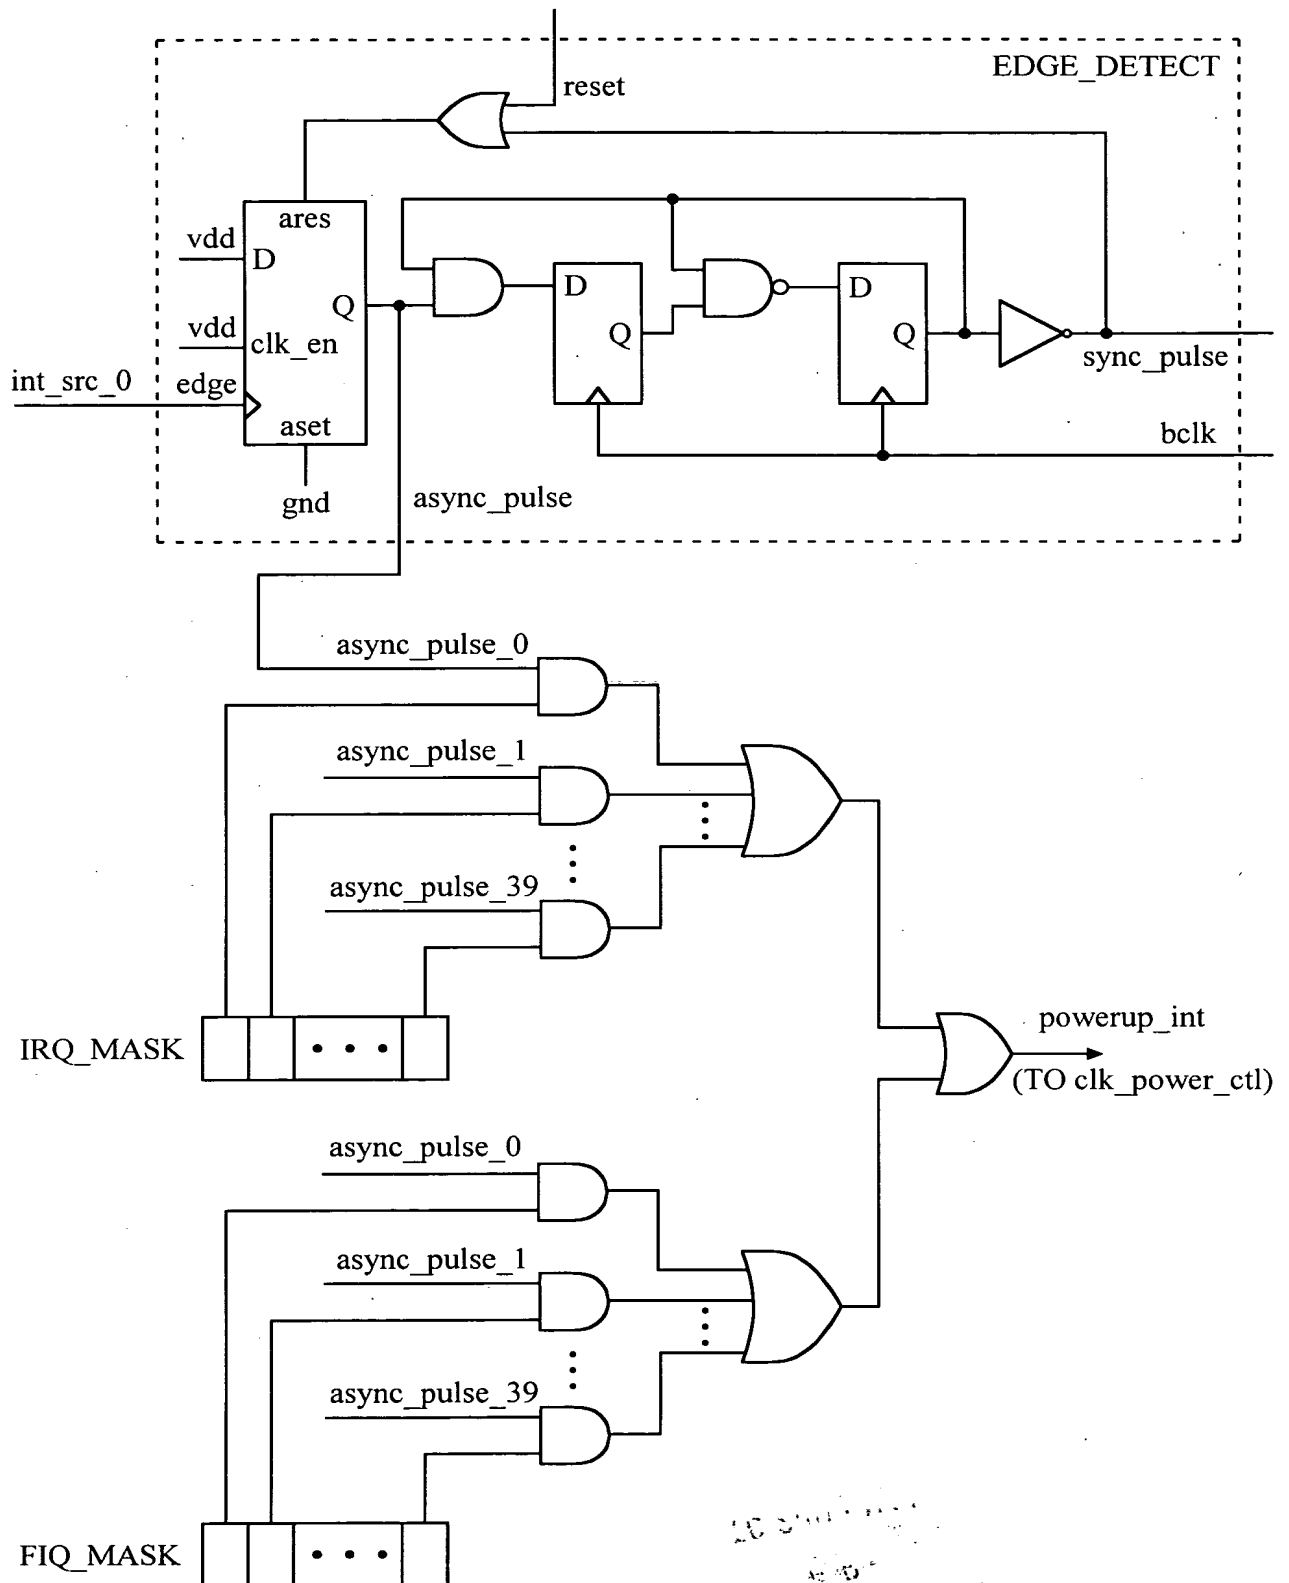 EDGE_DETECT
reset
ares
vdd
D
Q
vdd
clk_en
int_src_0
edge
aset
gnd
D
Q
D
Q
sync_pulse
bclk
async_pulse
async_pulse_0
async_pulse_1
async_pulse_39
IRQ_MASK
powerup_int
(TO clk_power_ctl)
async_pulse_0
async_pulse_1
async_pulse_39
FIQ_MASK